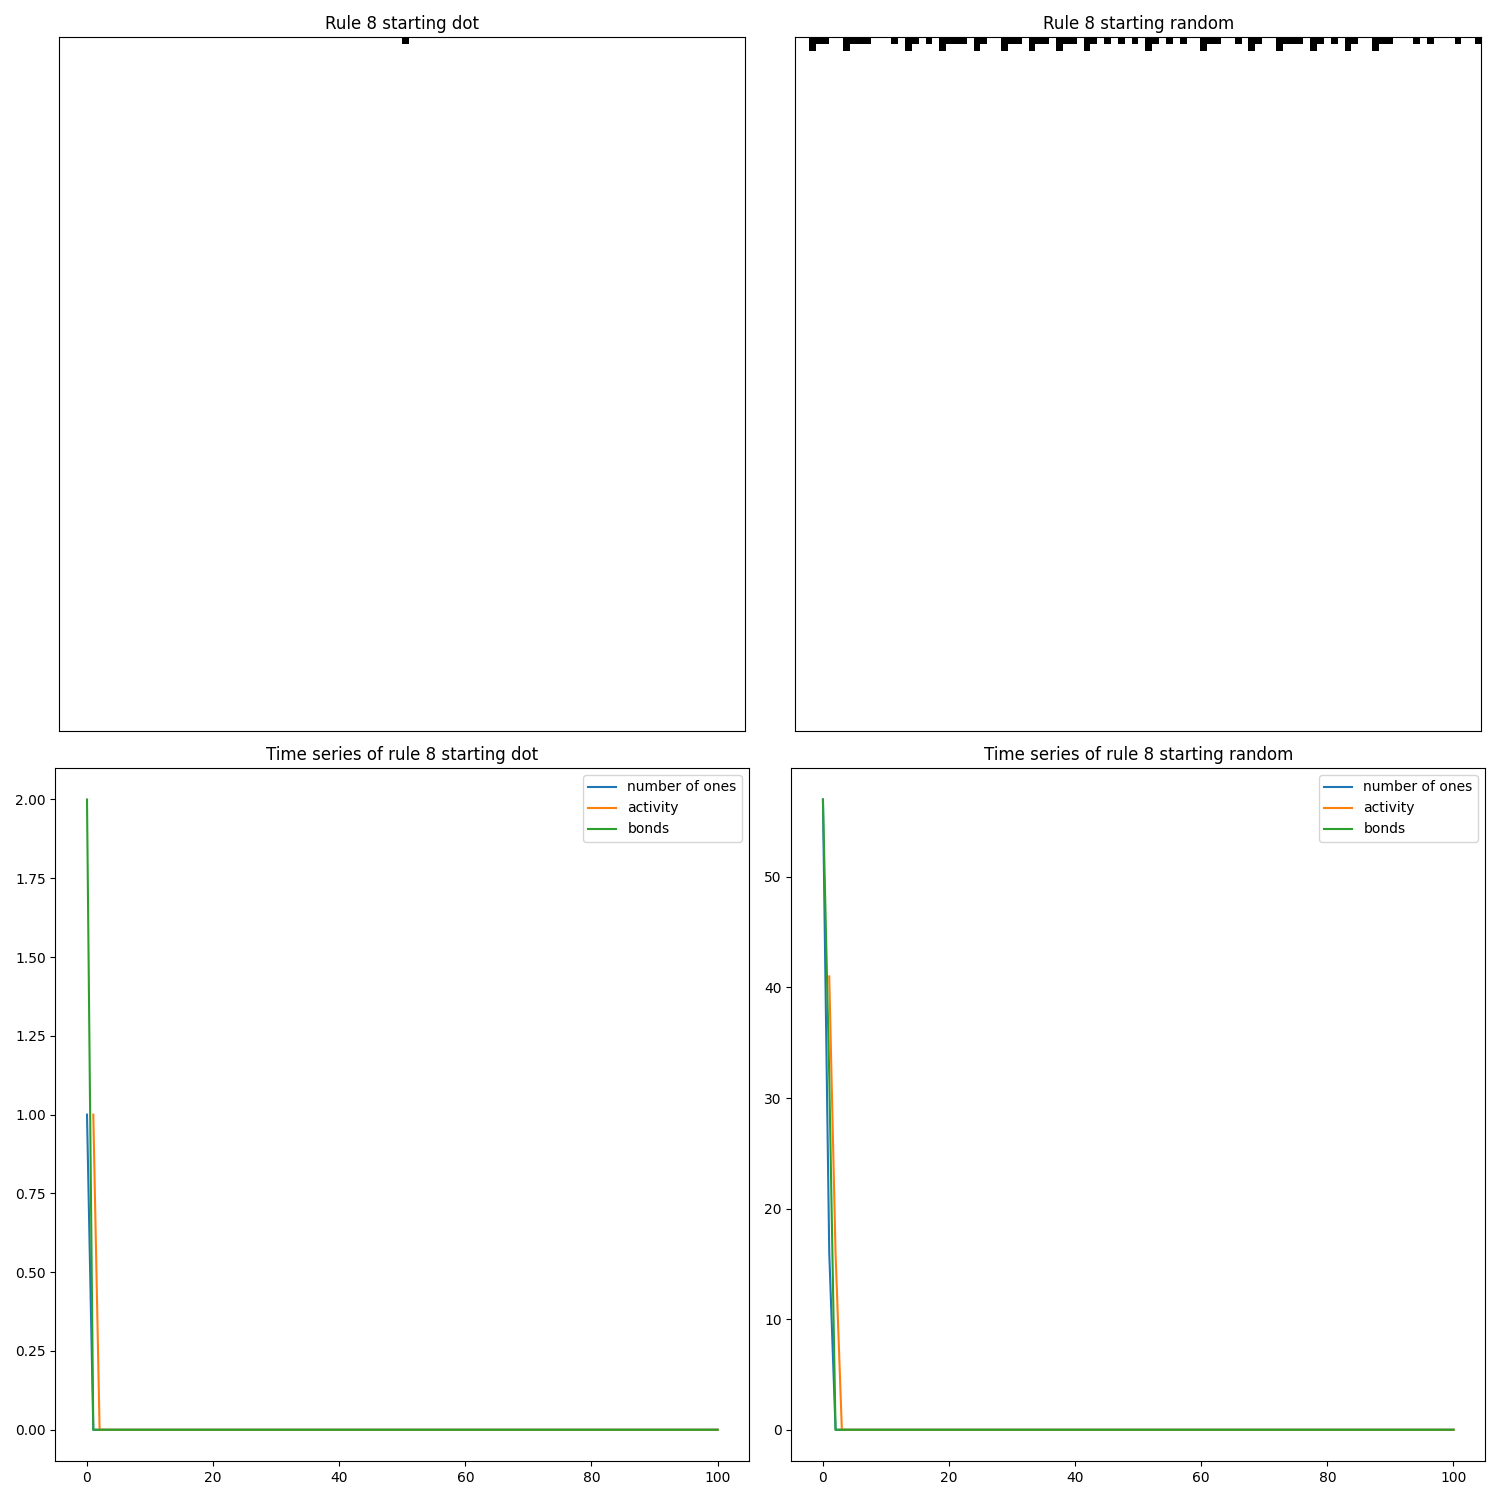 Rule 8 starting dot
Rule 8 starting random
Time series of rule 8 starting dot
number of ones
activity
bonds
2.00
1.75
1.50
1.25
1.00
0.75
0.50
0.25
0.00
0 20 40 60 80 100
Time series of rule 8 starting random
number of ones
activity
bonds
50
40
30
20
10
0
0 20 40 60 80 100